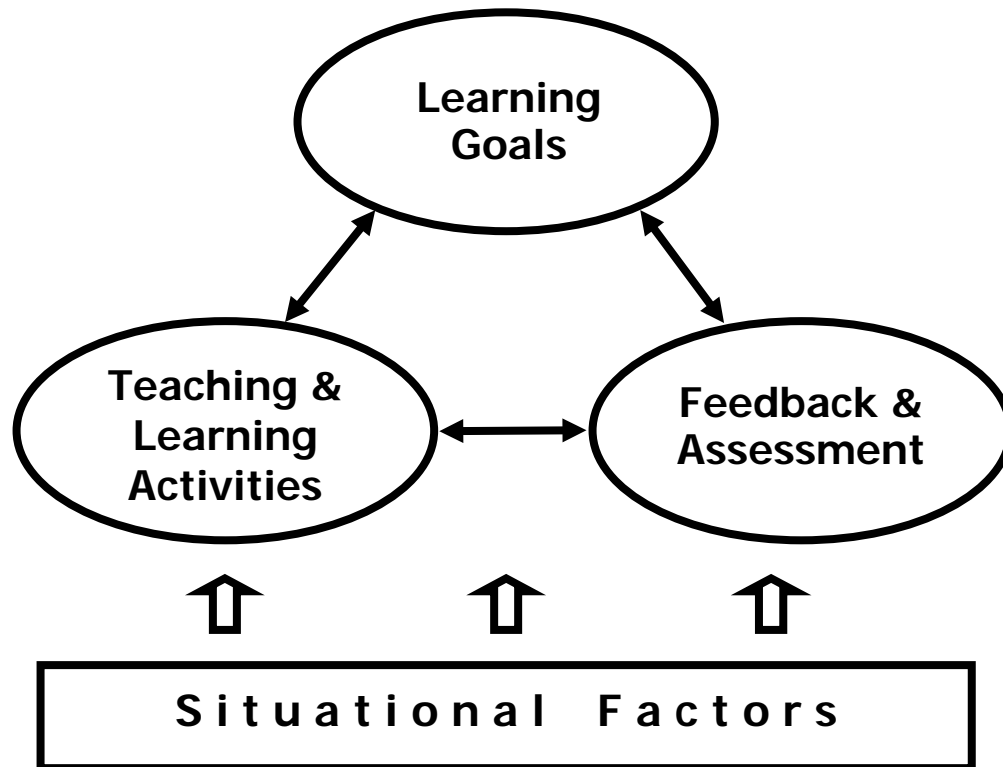 Learning
Goals
Teaching &
Learning
Activities
Feedback &
Assessment
Situational Factors